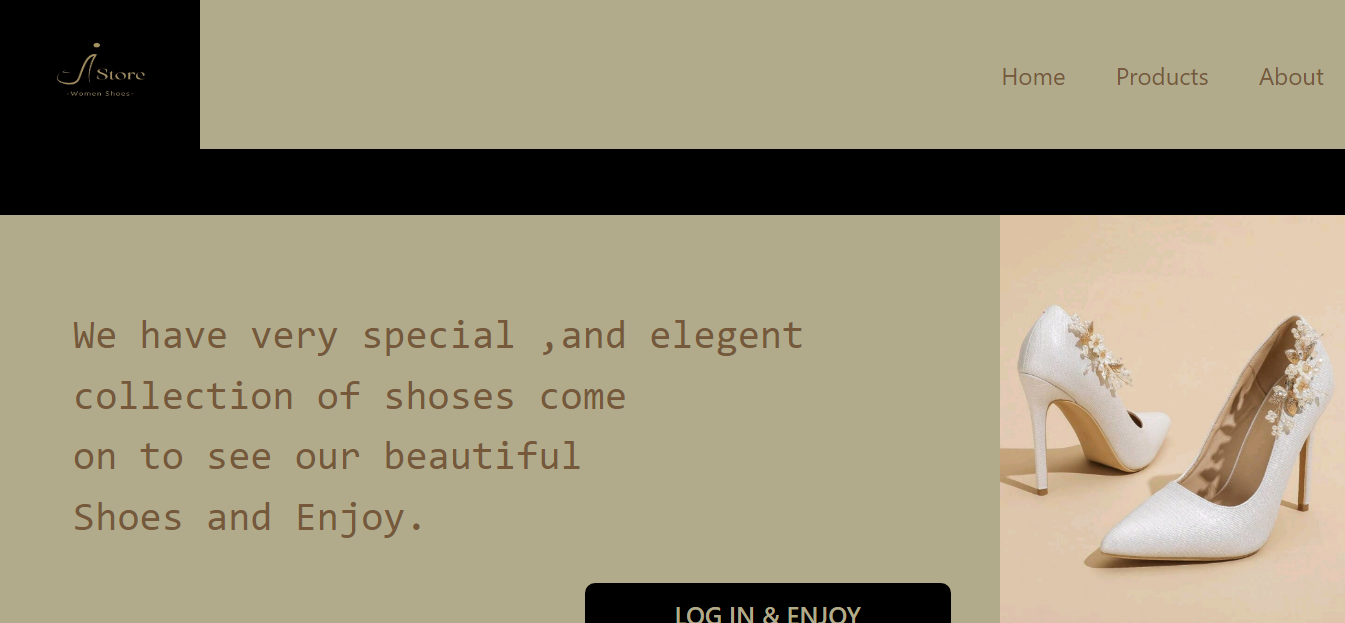 Store
-Women Shoes-
Home Products About
We have very special ,and elegent
collection of shoses come
on to see our beautiful
Shoes and Enjoy.
LOG IN & ENJOY